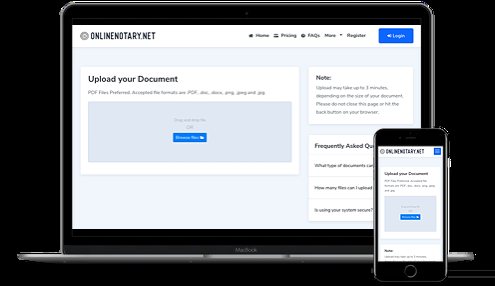 ONLINENOTARY.NET
Home
Pricing
FAQs
More
Register
Login
Upload your Document
PDF Files Preferred. Accepted file formats are .PDF, .doc, .docx, .png, .jpeg and .jpg
Drag and drop file
OR
Browse files
Note:
Upload may take up to 3 minutes,
depending on the size of your document.
Please do not close this page or hit the
back button on your browser.
Frequently Asked Qu
What type of documents can
How many files can I upload
Is using your system secure?
MacBook
ONLINENOTARY.NET
Upload your Document
PDF Files Preferred. Accepted file
formats are .PDF, .doc, .docx, .png, .jpeg
and .jpg
OR
Browse files
Note:
Upload may take up to 3 minutes,